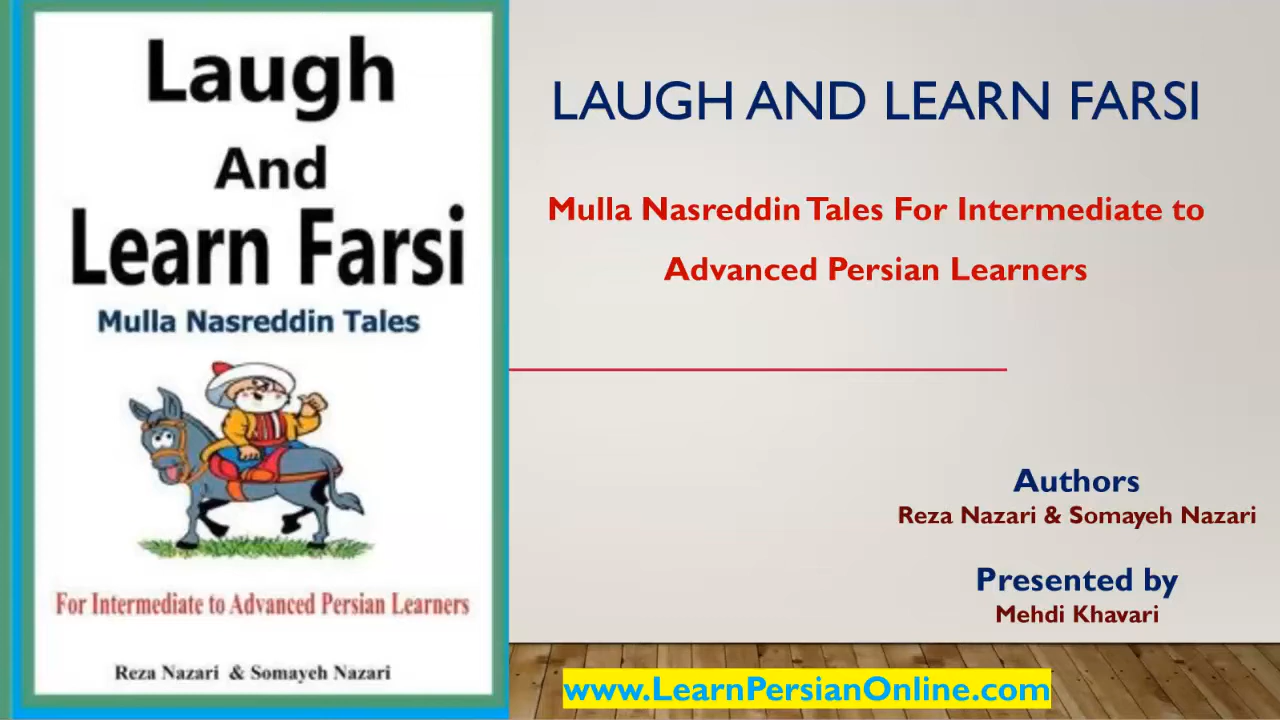 Laugh
And
Learn Farsi
Mulla Nasreddin Tales
For Intermediate to Advanced Persian Learners
Reza Nazari & Somayeh Nazari
LAUGH AND LEARN FARSI
Mulla Nasreddin Tales For Intermediate to
Advanced Persian Learners
Authors
Reza Nazari & Somayeh Nazari
Presented by
Mehdi Khavari
www.LearnPersianOnline.com